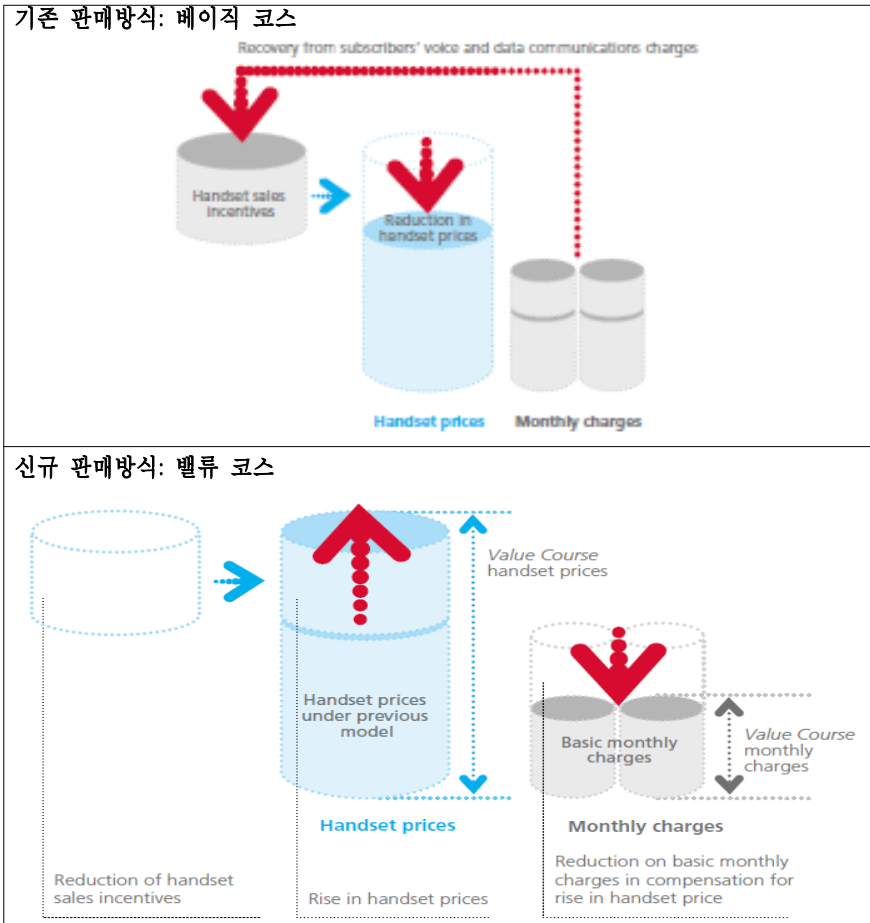 기존 판매방식: 베이직 코스
Recovery from subscribers' voice and data communications charges
Handset sales
incentives
Reduction in
handset prices
Handset prices
Monthly charges
신규 판매방식: 밸류 코스
Value Course
handset prices
Handset prices
under previous
model
Basic monthly
charges
Value Course
monthly
charges
Handset prices
Monthly charges
Reduction of handset
sales incentives
Rise in handset prices
Reduction on basic monthly
charges in compensation for
rise in handset price